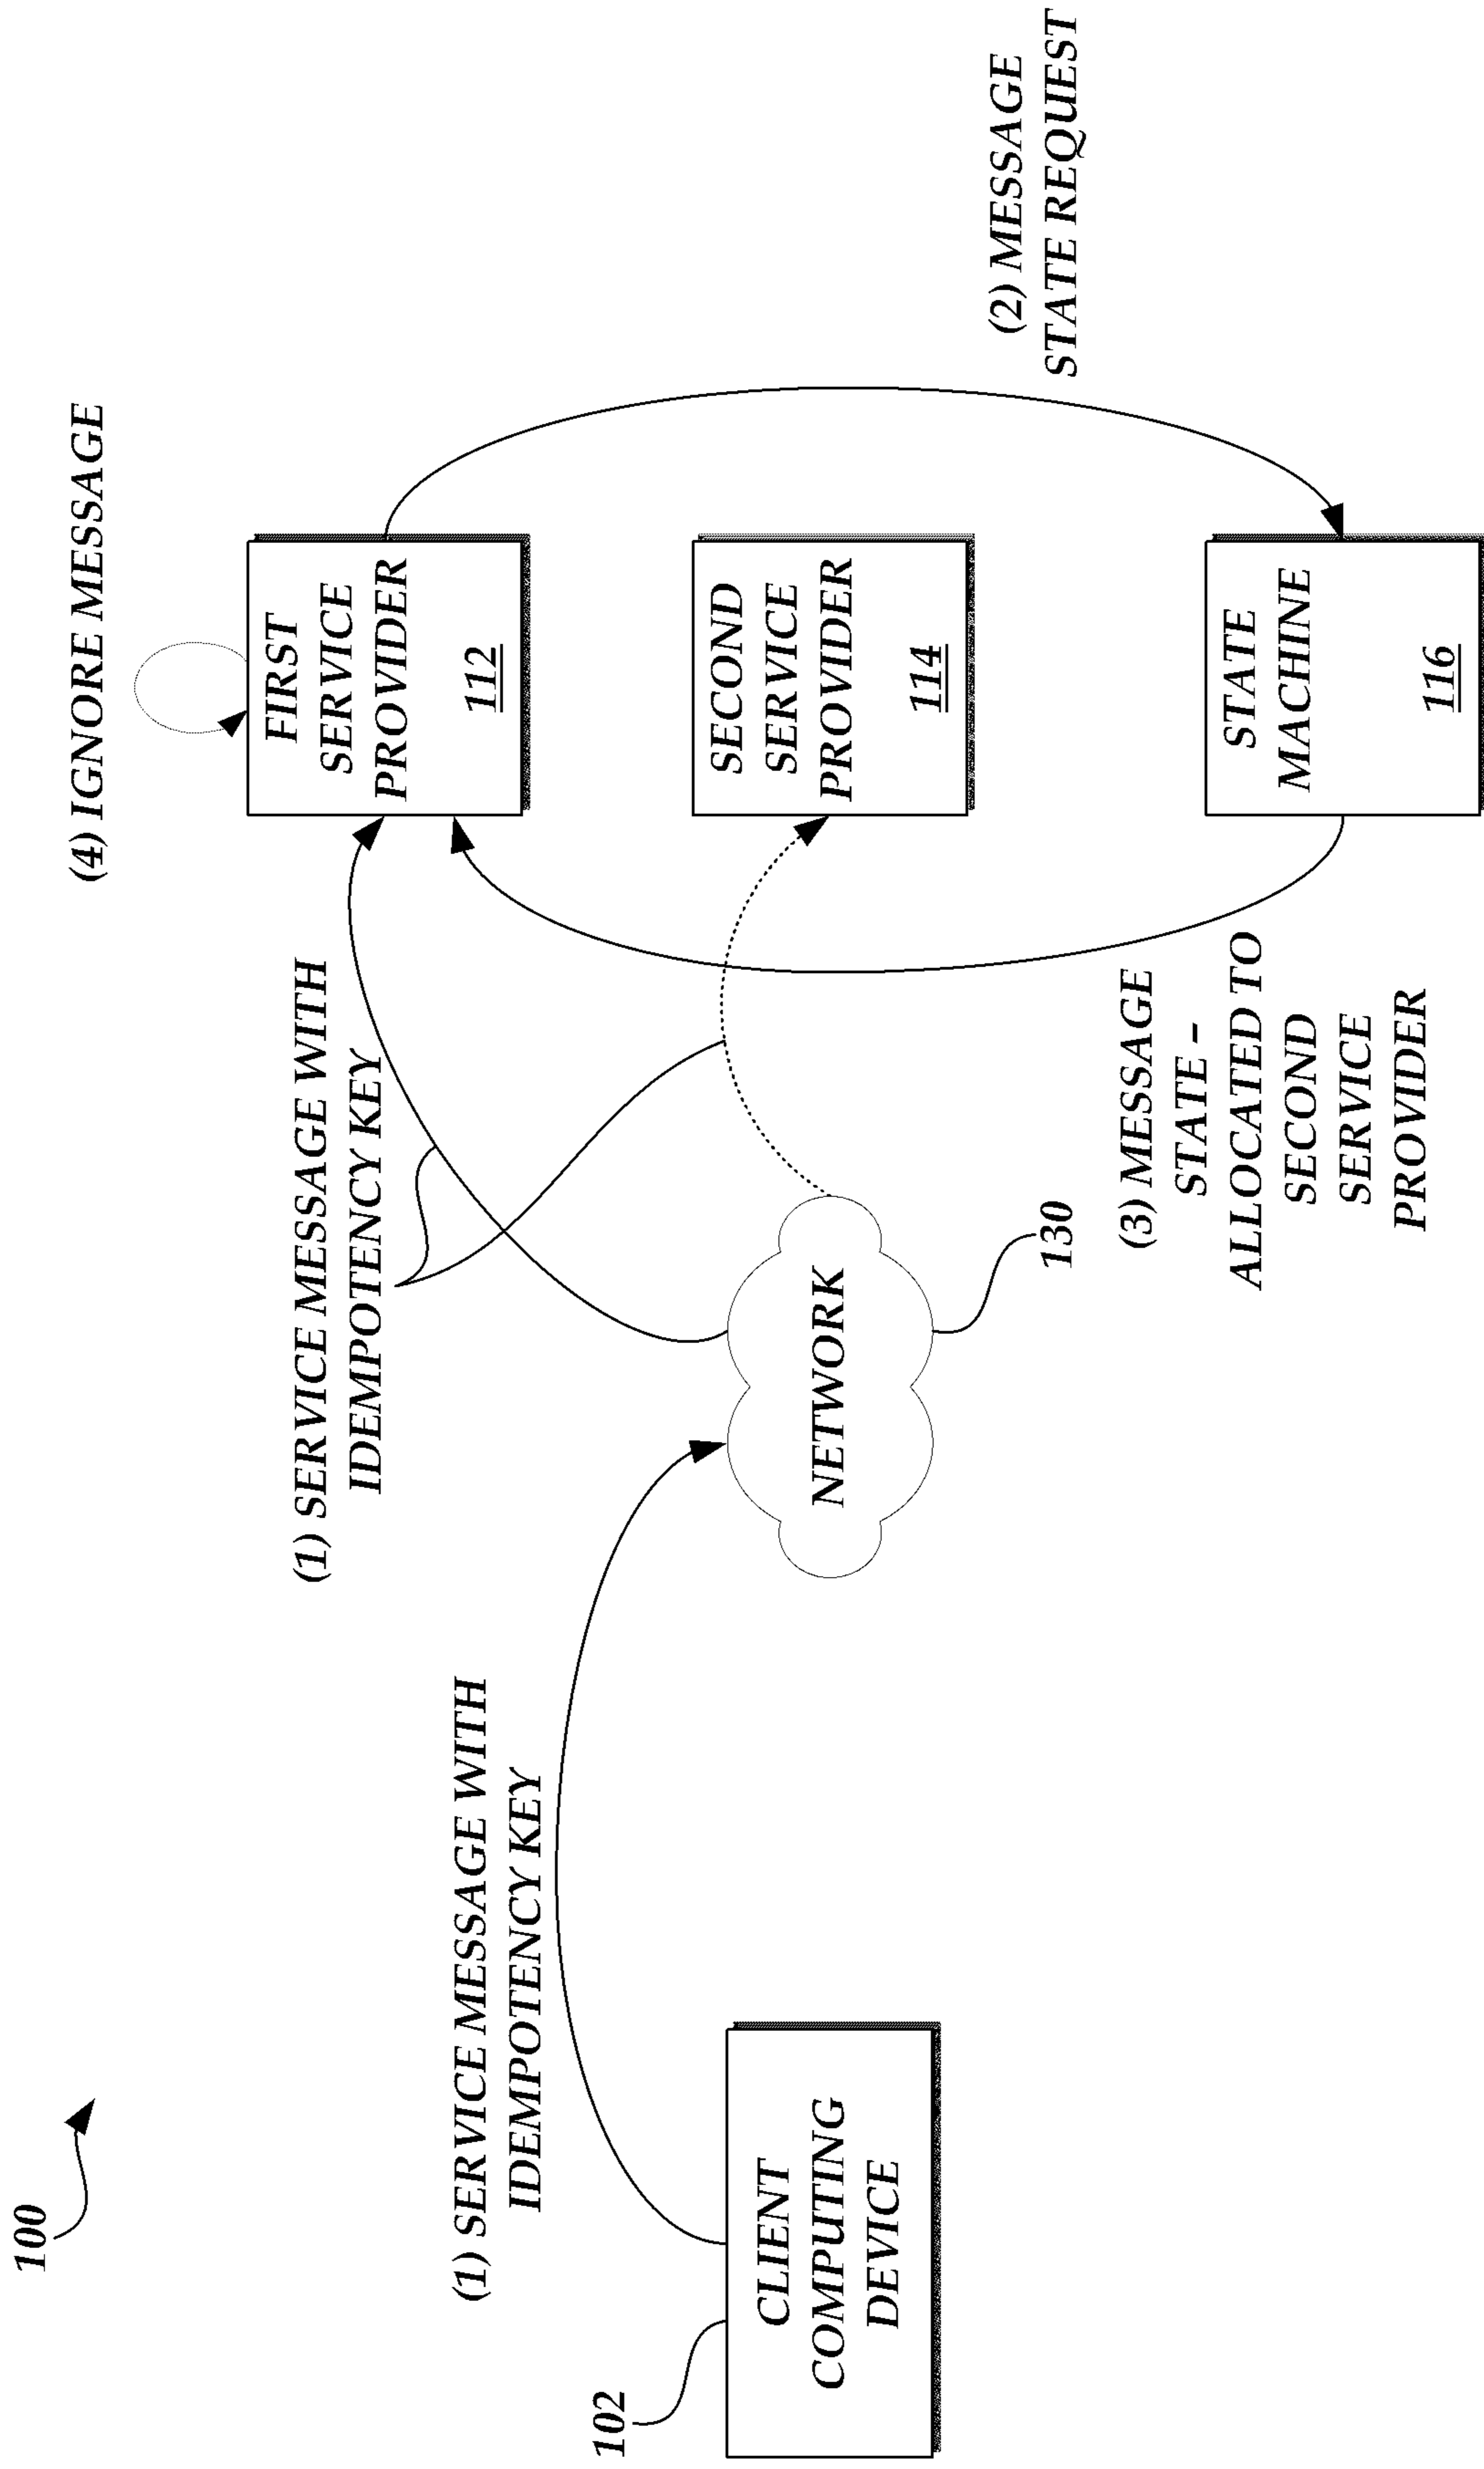 100
(4) IGNORE MESSAGE
(1) SERVICE MESSAGE WITH
IDEMPOTENCY KEY
FIRST
SERVICE
PROVIDER
112
(1) SERVICE MESSAGE WITH
IDEMPOTENCY KEY
102
CLIENT
COMPUTING
DEVICE
NETWORK
130
SECOND
SERVICE
PROVIDER
114
(2) MESSAGE
STATE REQUEST
(3) MESSAGE
STATE –
ALLOCATED TO
SECOND
SERVICE
PROVIDER
STATE
MACHINE
116